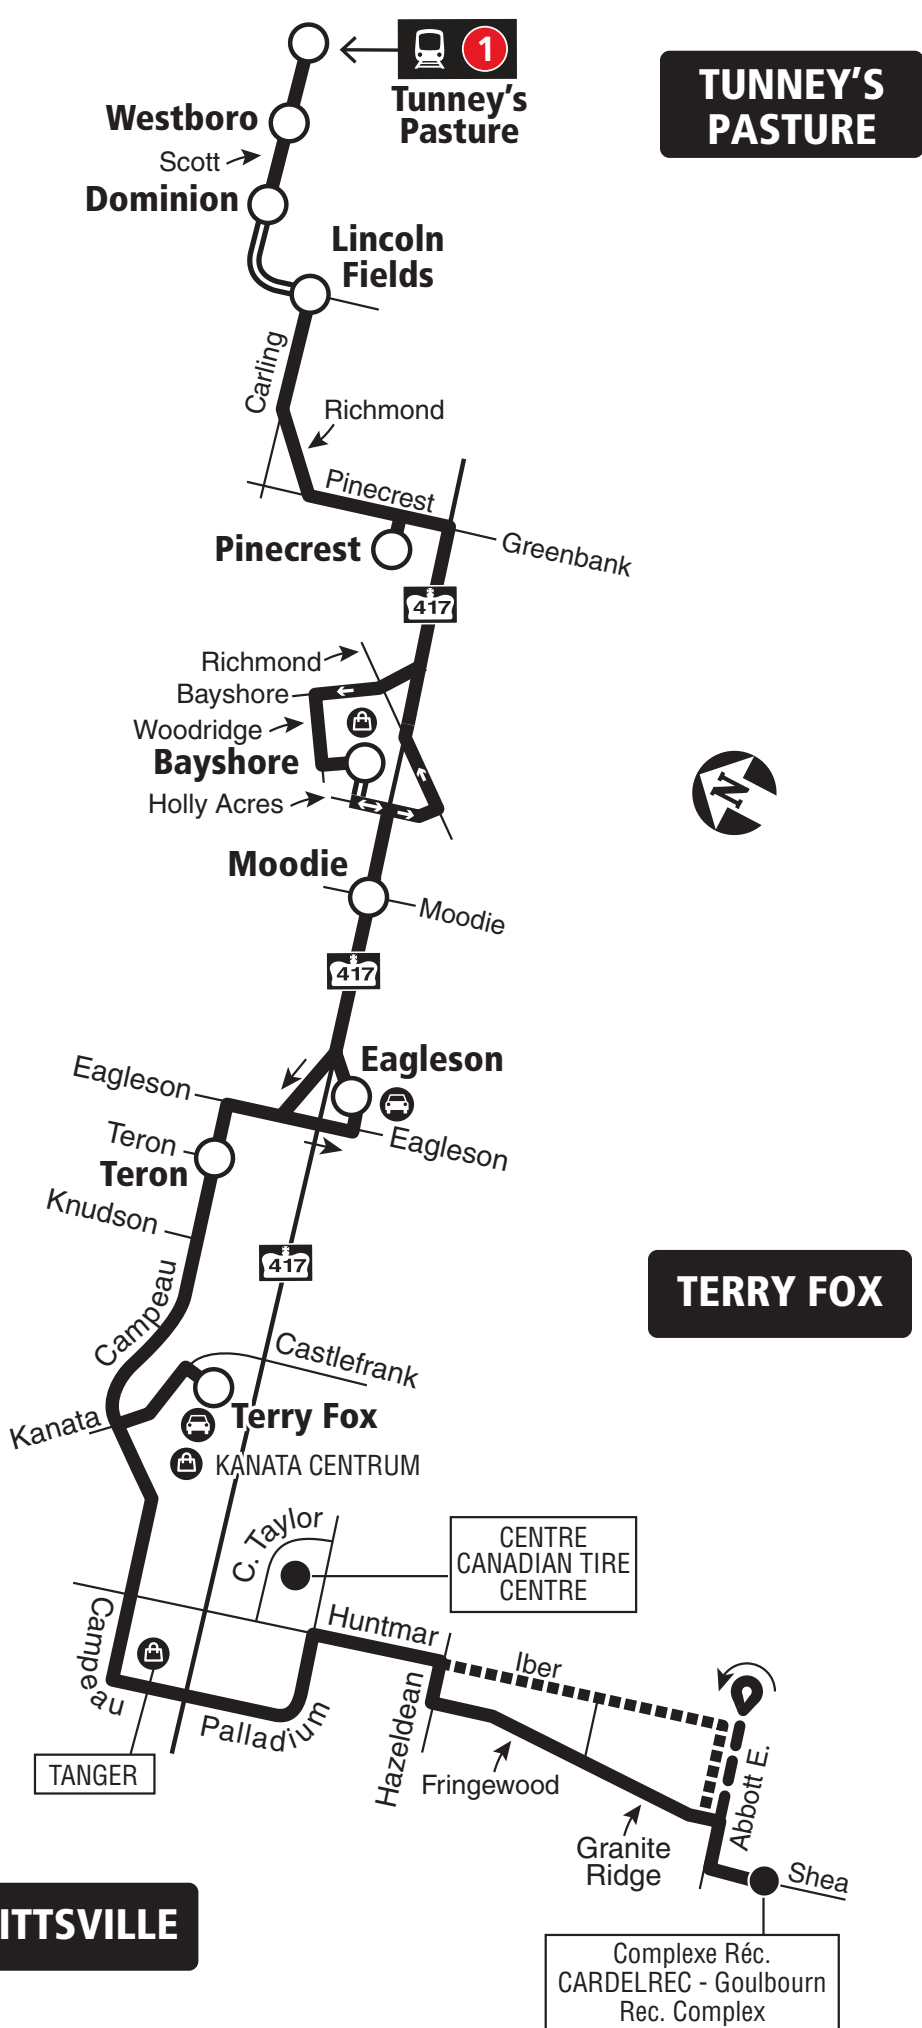 1
Tunney's
Pasture
TUNNEY'S
PASTURE
Westboro
Scott
Dominion
Lincoln
Fields
Carling
Richmond
Pinecrest
Greenbank
Pinecrest
417
Richmond
Bayshore
Woodridge
Bayshore
Holly Acres
N
Moodie
Moodie
417
Eagleson
Eagleson
Teron
Eagleson
Teron
Knudson
417
Campeau
TERRY FOX
Castlefrank
Kanata
Terry Fox
KANATA CENTRUM
C. Taylor
CENTRE
CANADIAN TIRE
CENTRE
Huntmar
Campeau
Iber
Hazeldean
Palladium
TANGER
Fringewood
Abbott E.
Granite
Ridge
Shea
ITTSVILLE
Complexe Réc.
CARDELREC - Goulbourn
Rec. Complex